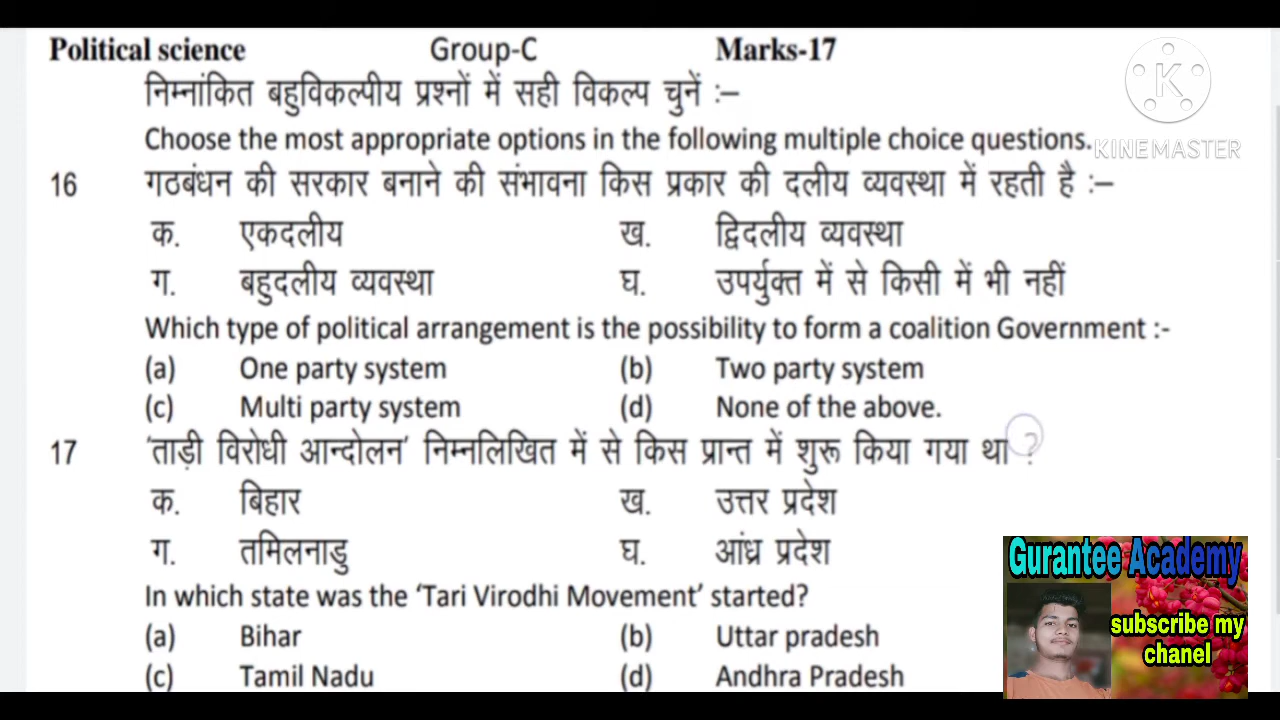 Political science Group-C Marks-17
निम्नांकित बहुविकल्पीय प्रश्नों में सही विकल्प चुनें :–
Choose the most appropriate options in the following multiple choice questions.
K
KINEMASTER
16 गठबंधन की सरकार बनाने की संभावना किस प्रकार की दलीय व्यवस्था में रहती है :–
क. एकदलीय ख. द्विदलीय व्यवस्था
ग. बहुदलीय व्यवस्था घ. उपर्युक्त में से किसी में भी नहीं
Which type of political arrangement is the possibility to form a coalition Government :-
(a) One party system (b) Two party system
(c) Multi party system (d) None of the above.
17 ‘ताड़ी विरोधी आन्दोलन’ निम्नलिखित में से किस प्रान्त में शुरू किया गया था ?
क. बिहार ख. उत्तर प्रदेश
ग. तमिलनाडु घ. आंध्र प्रदेश
In which state was the ‘Tari Virodhi Movement’ started?
(a) Bihar (b) Uttar pradesh
(c) Tamil Nadu (d) Andhra Pradesh
Gurantee Academy
subscribe my
chanel